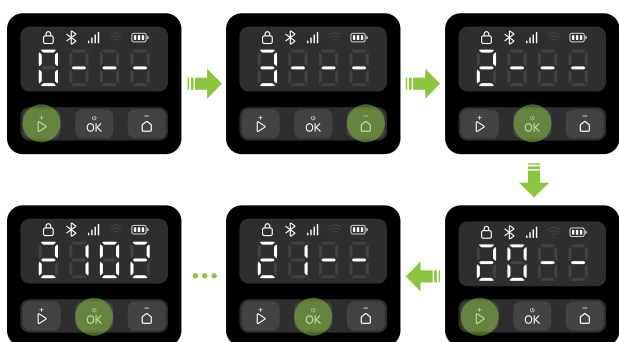 0---
+ OK −
3---
+ OK −
2---
+ OK −
20--
+ OK −
21--
+ OK −
2102
+ OK −